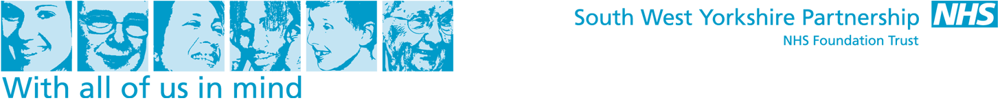 South West Yorkshire Partnership NHS
NHS Foundation Trust
With all of us in mind